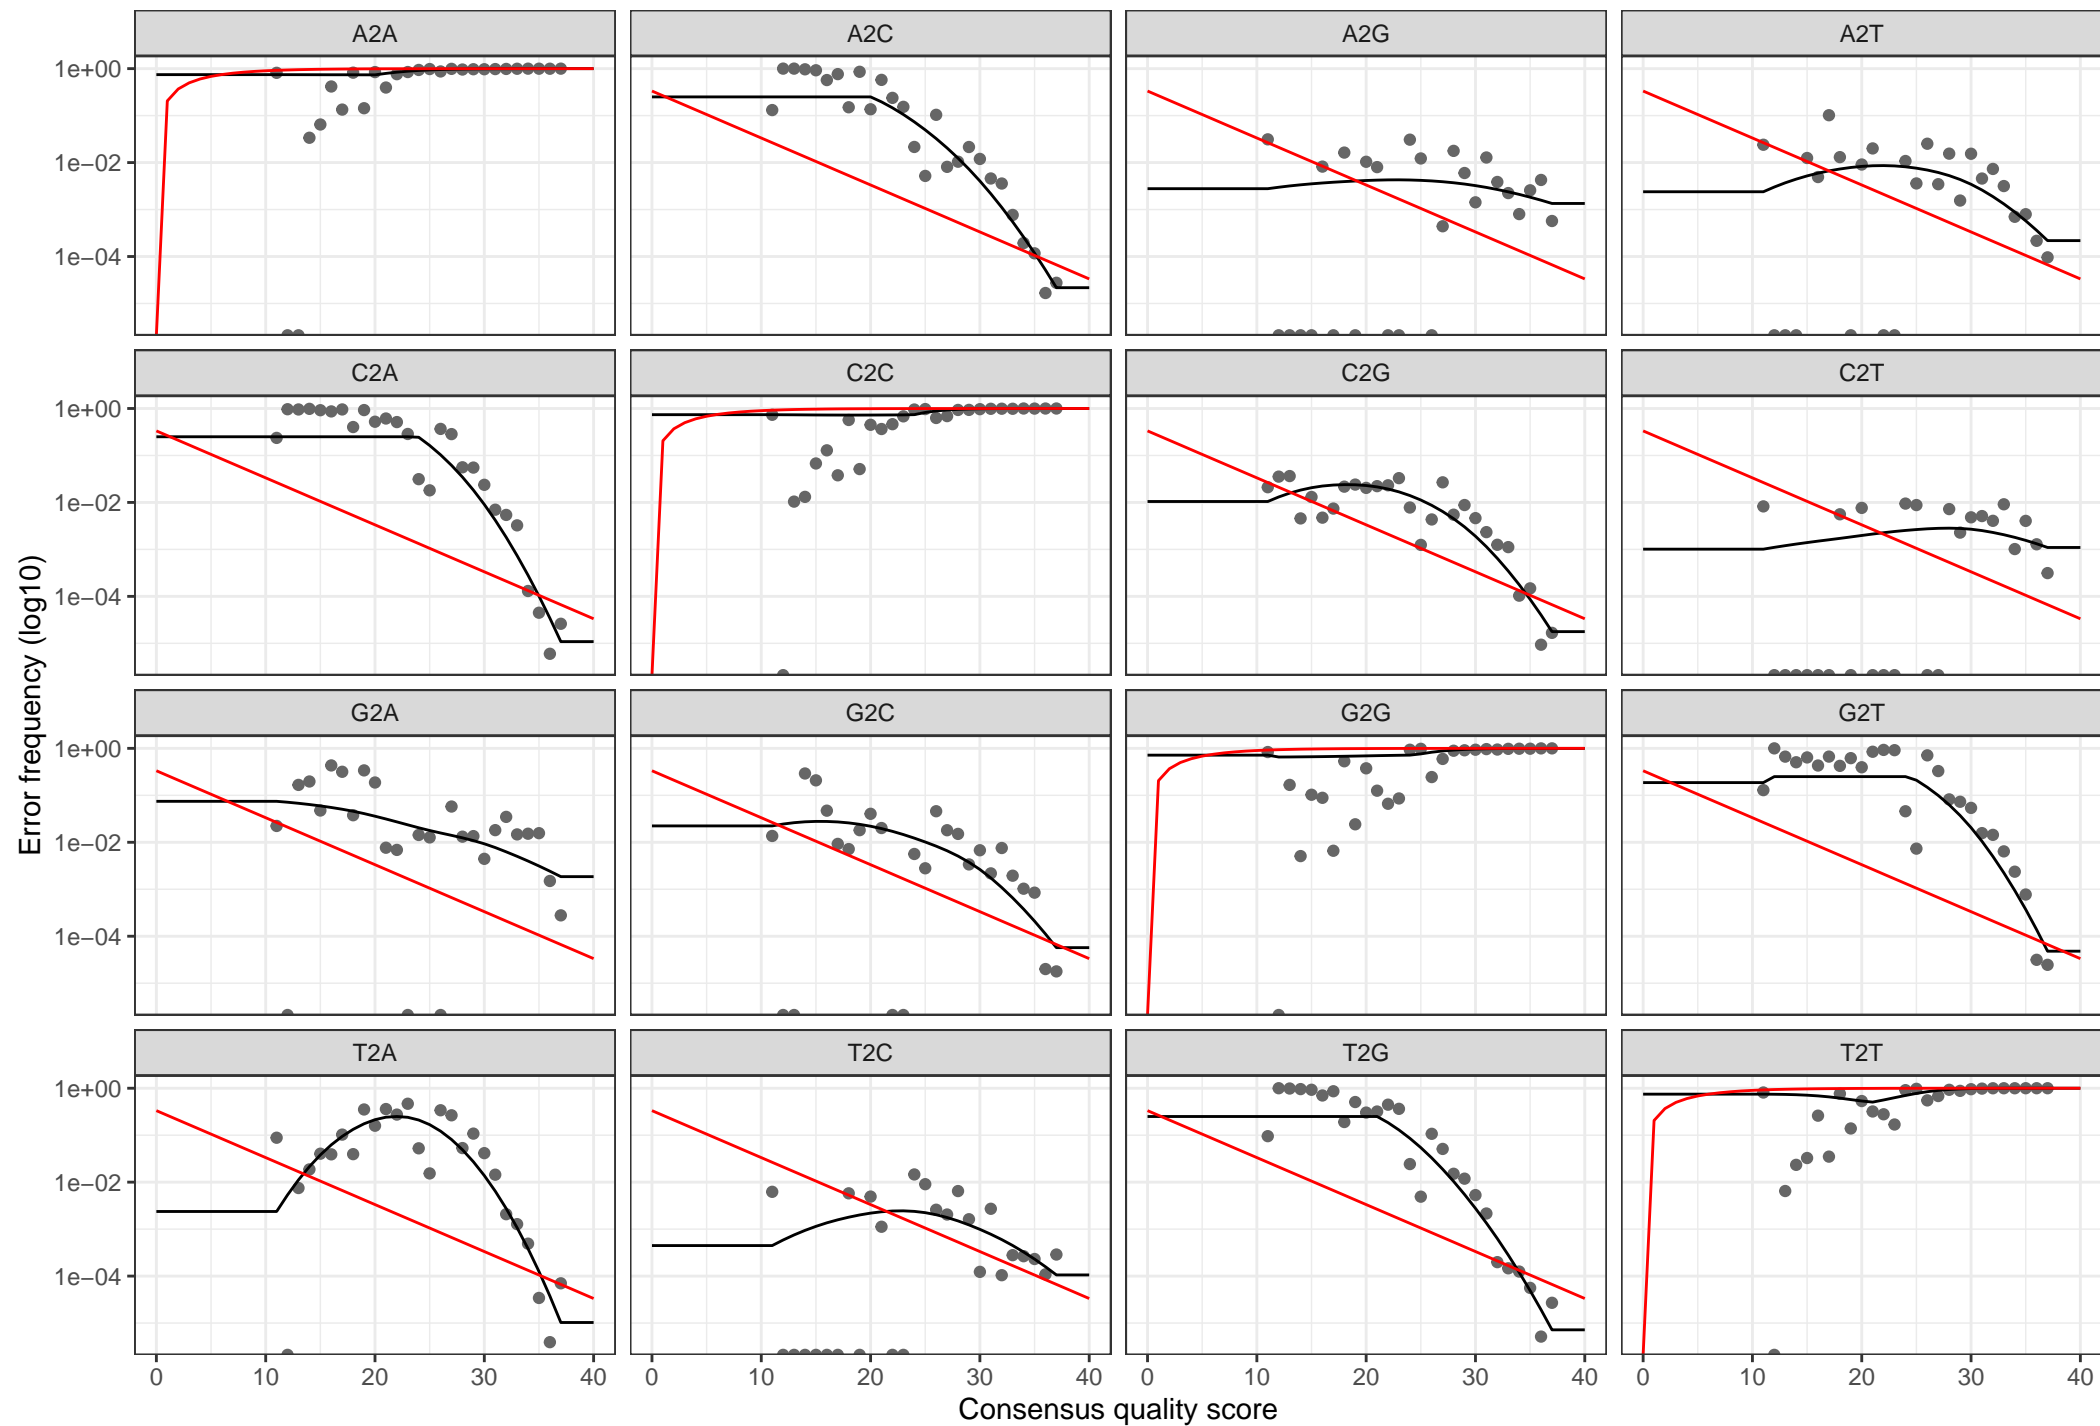 A2A A2C A2G A2T
1e+00
1e−02
1e−04
C2A C2C C2G C2T
1e+00
1e−02
1e−04
G2A G2C G2G G2T
1e+00
1e−02
1e−04
T2A T2C T2G T2T
1e+00
1e−02
1e−04
0 10 20 30 40 0 10 20 30 40 0 10 20 30 40 0 10 20 30 40
Consensus quality score
Error frequency (log10)